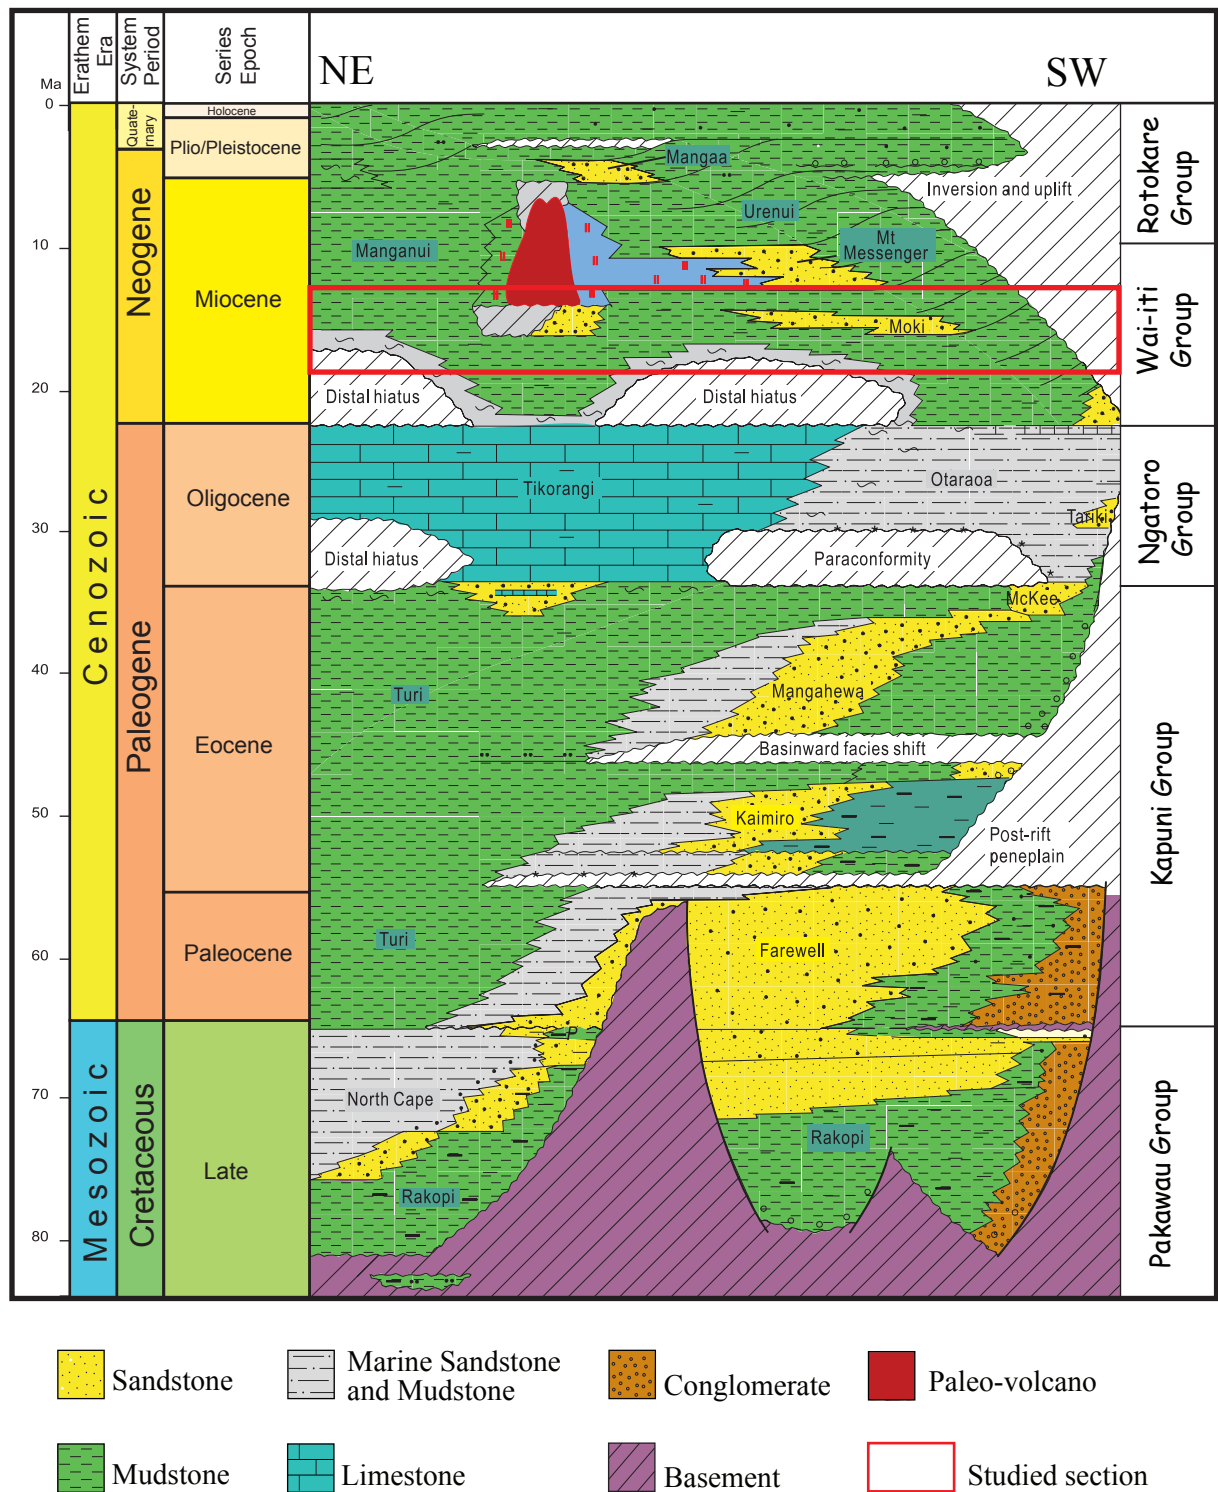 Erathem
Era
System
Period
Series
Epoch
NE
SW
Ma
0
10
20
30
40
50
60
70
80
Cenozoic
Mesozoic
Quate-
rnary
Neogene
Paleogene
Cretaceous
Holocene
Plio/Pleistocene
Miocene
Oligocene
Eocene
Paleocene
Late
Mangaa
Inversion and uplift
Urenui
Manganui
Mt
Messenger
Moki
Distal hiatus
Distal hiatus
Tikorangi
Otaraoa
Tariki
Distal hiatus
Paraconformity
McKee
Turi
Mangahewa
Basinward facies shift
Kaimiro
Post-rift
peneplain
Turi
Farewell
North Cape
Rakopi
Rakopi
Rotokare
Group
Wai-iti
Group
Ngatoro
Group
Kapuni Group
Pakawau Group
Sandstone
Marine Sandstone
and Mudstone
Conglomerate
Paleo-volcano
Mudstone
Limestone
Basement
Studied section